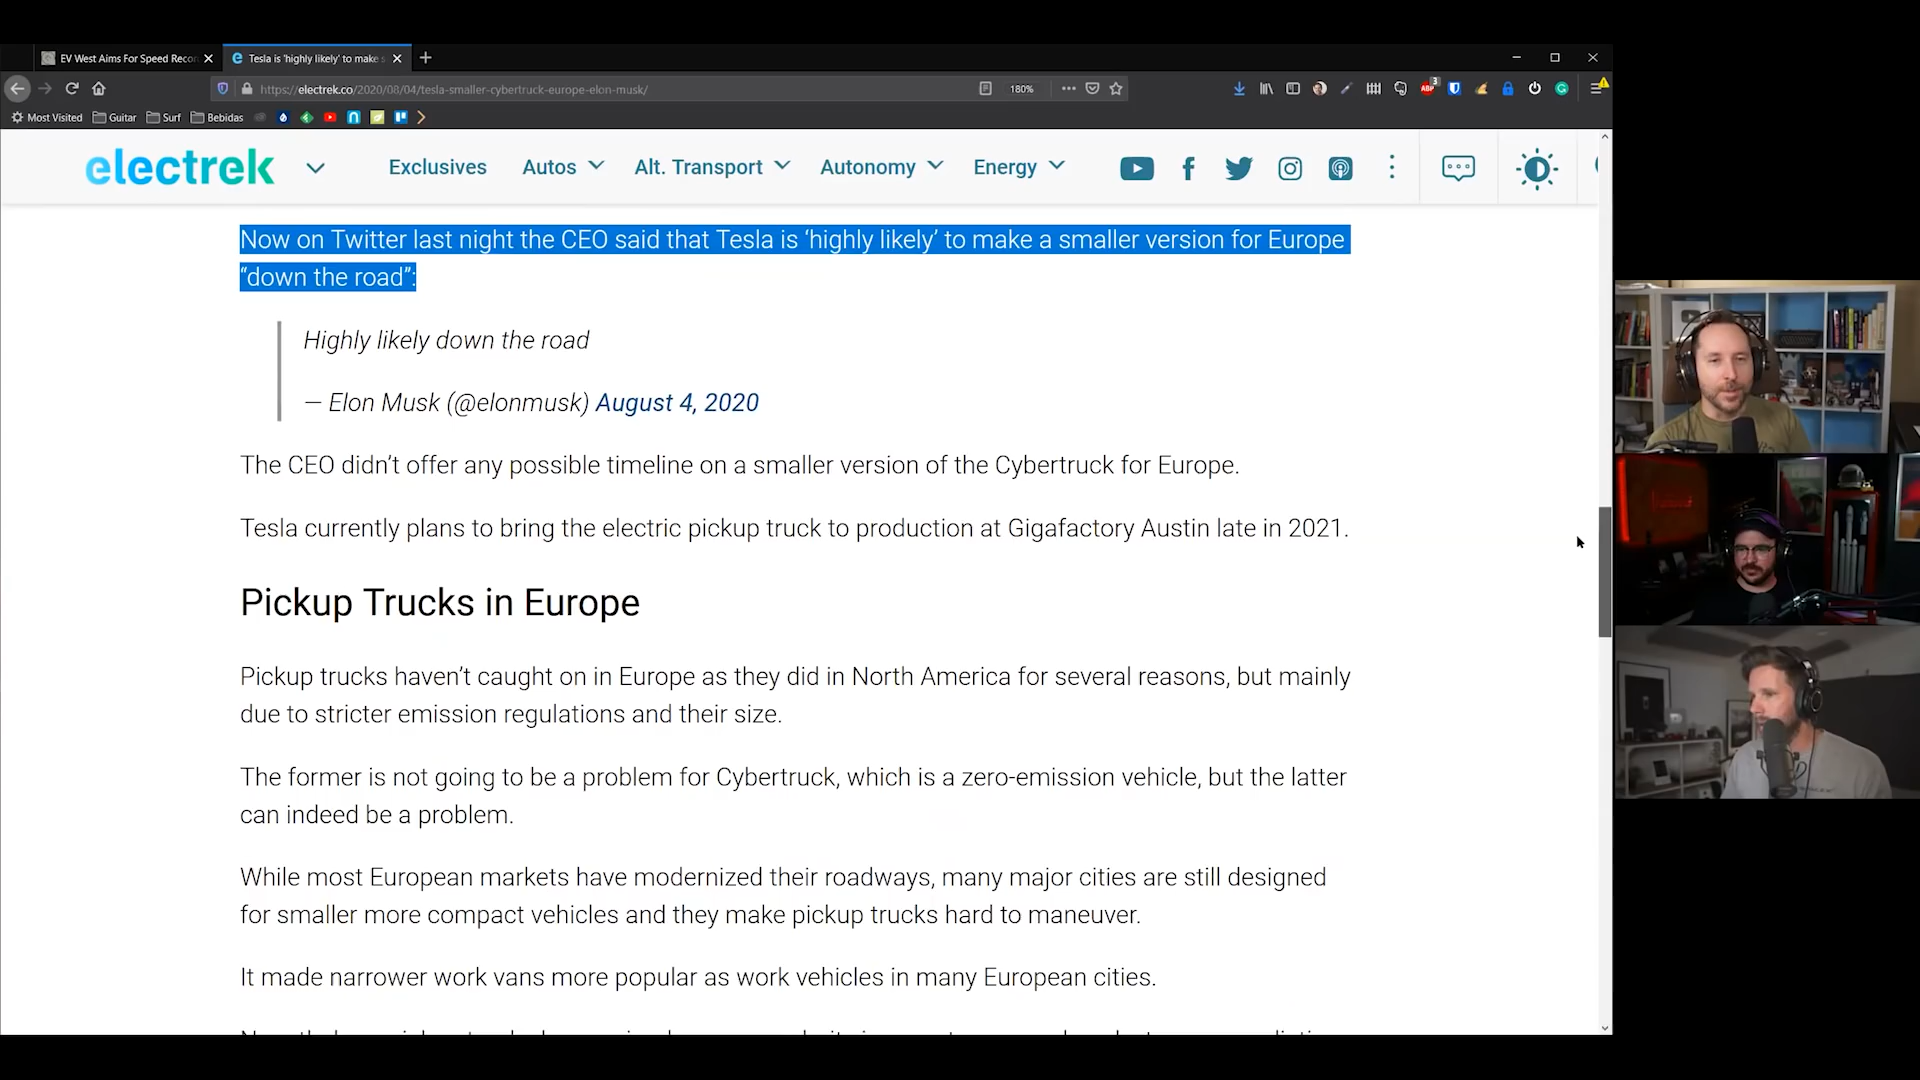 EV West Aims For Speed Recor
Tesla is 'highly likely' to make s
https://electrek.co/2020/08/04/tesla-smaller-cybertruck-europe-elon-musk/
180%
3
ABP
Most Visited
Guitar
Surf
Bebidas
electrek
Exclusives
Autos
Alt. Transport
Autonomy
Energy
Now on Twitter last night the CEO said that Tesla is ‘highly likely’ to make a smaller version for Europe
“down the road”:
Highly likely down the road
— Elon Musk (@elonmusk) August 4, 2020
The CEO didn’t offer any possible timeline on a smaller version of the Cybertruck for Europe.
Tesla currently plans to bring the electric pickup truck to production at Gigafactory Austin late in 2021.
Pickup Trucks in Europe
Pickup trucks haven’t caught on in Europe as they did in North America for several reasons, but mainly
due to stricter emission regulations and their size.
The former is not going to be a problem for Cybertruck, which is a zero-emission vehicle, but the latter
can indeed be a problem.
While most European markets have modernized their roadways, many major cities are still designed
for smaller more compact vehicles and they make pickup trucks hard to maneuver.
It made narrower work vans more popular as work vehicles in many European cities.